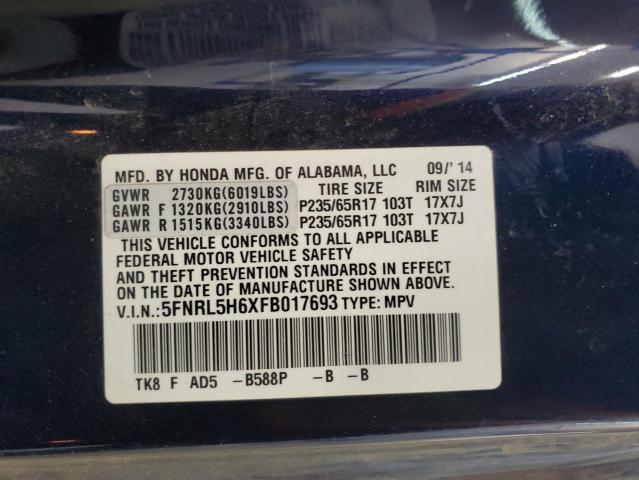 MFD. BY HONDA MFG. OF ALABAMA, LLC 09/'14
GVWR 2730KG(6019LBS) TIRE SIZE RIM SIZE
GAWR F 1320KG(2910LBS) P235/65R17 103T 17X7J
GAWR R 1515KG(3340LBS) P235/65R17 103T 17X7J
THIS VEHICLE CONFORMS TO ALL APPLICABLE
FEDERAL MOTOR VEHICLE SAFETY
AND THEFT PREVENTION STANDARDS IN EFFECT
ON THE DATE OF MANUFACTURE SHOWN ABOVE.
V.I.N.:5FNRL5H6XFB017693 TYPE: MPV
TK8 F AD5 -B588P -B -B